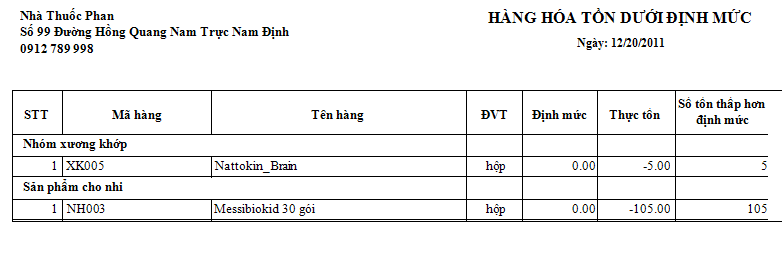 Nhà Thuốc Phan
Số 99 Đường Hồng Quang Nam Trực Nam Định
0912 789 998
HÀNG HÓA TỒN DƯỚI ĐỊNH MỨC
Ngày: 12/20/2011
STT Mã hàng Tên hàng ĐVT Định mức Thực tồn Số tồn thấp hơn
định mức
Nhóm xương khớp
1 XK005 Nattokin_Brain hộp 0.00 -5.00 5
Sản phẩm cho nhi
1 NH003 Messibiokid 30 gói hộp 0.00 -105.00 105